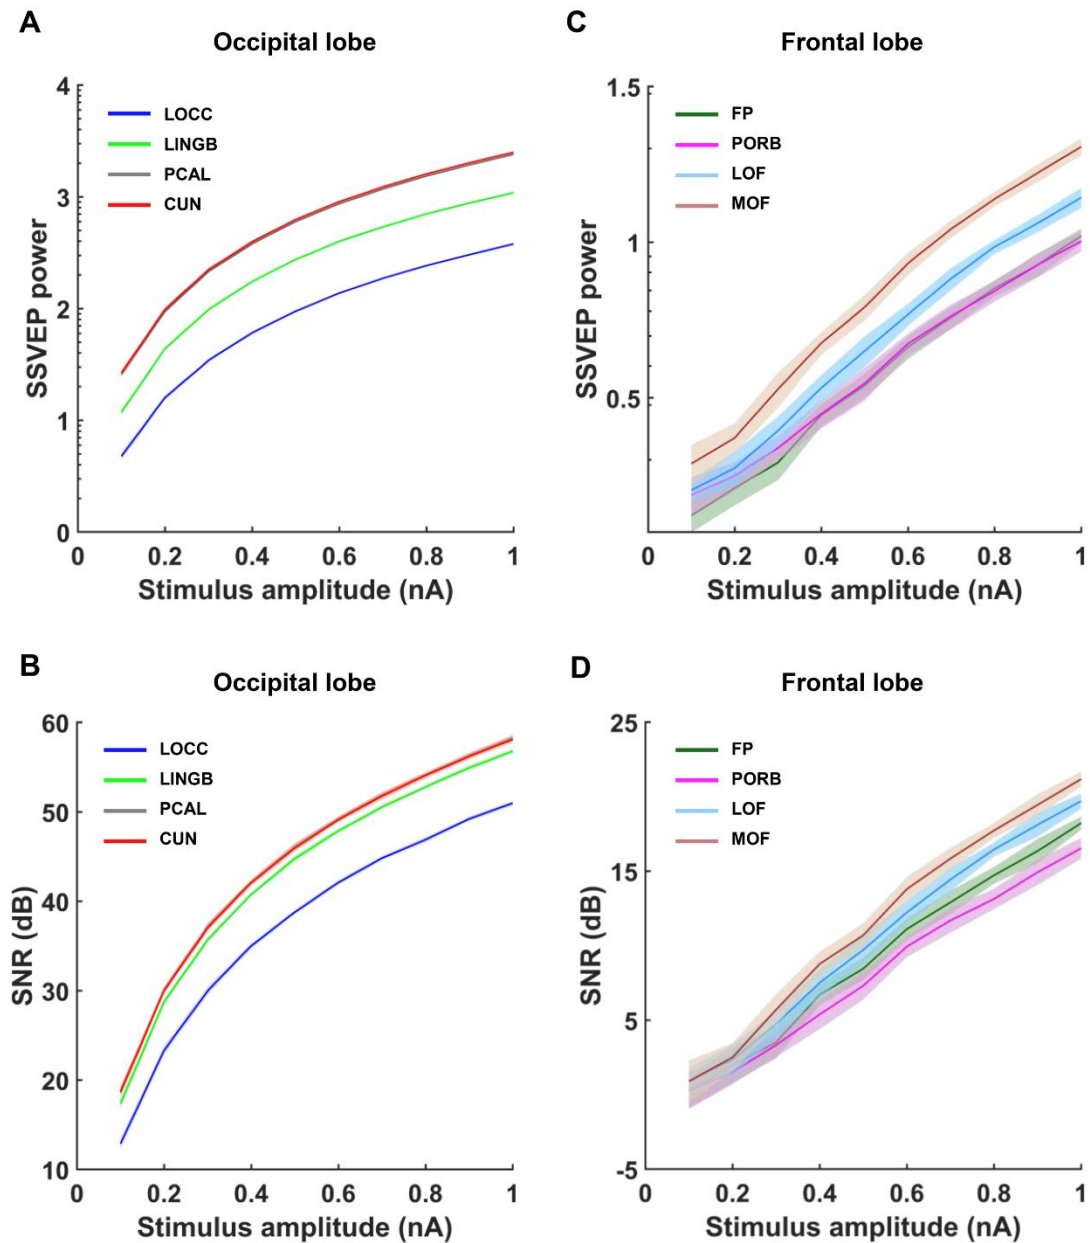 A
Occipital lobe
4
3
2
1
0
SSVEP power
LOCC
LINGB
PCAL
CUN
0 0.2 0.4 0.6 0.8 1
Stimulus amplitude (nA)
C
Frontal lobe
1.5
1
0.5
SSVEP power
FP
PORB
LOF
MOF
0 0.2 0.4 0.6 0.8 1
Stimulus amplitude (nA)
B
Occipital lobe
60
50
40
30
20
10
SNR (dB)
LOCC
LINGB
PCAL
CUN
0 0.2 0.4 0.6 0.8 1
Stimulus amplitude (nA)
D
Frontal lobe
25
15
5
-5
SNR (dB)
FP
PORB
LOF
MOF
0 0.2 0.4 0.6 0.8 1
Stimulus amplitude (nA)